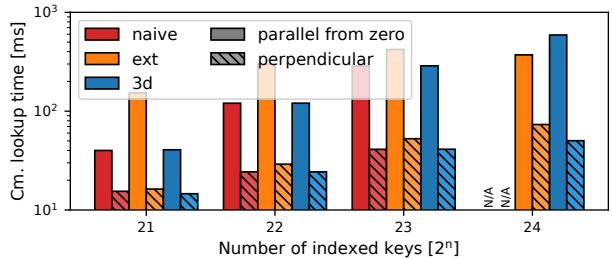 Cm. lookup time [ms]
10³
10²
10¹
naive
ext
3d
parallel from zero
perpendicular
N/A
N/A
21
22
23
24
Number of indexed keys [2ⁿ]